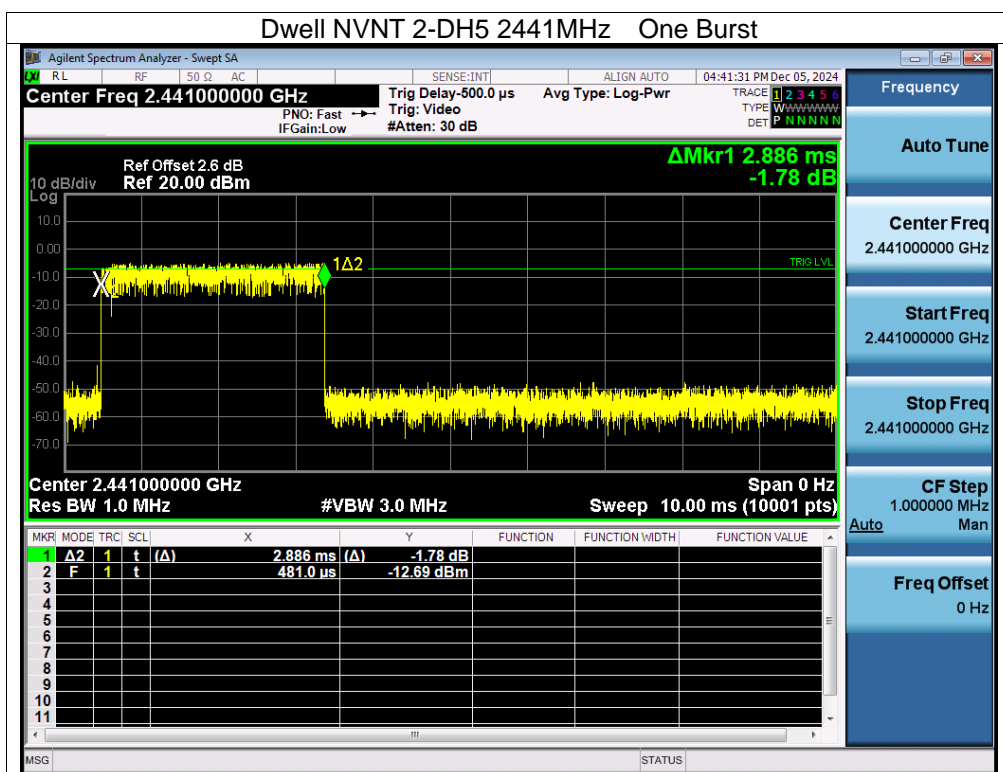 Dwell NVNT 2-DH5 2441MHz One Burst
Agilent Spectrum Analyzer - Swept SA
LXI RL RF 50 Ω AC SENSE:INT ALIGN AUTO 04:41:31 PM Dec 05, 2024
Center Freq 2.441000000 GHz Trig Delay-500.0 µs Avg Type: Log-Pwr TRACE 1 2 3 4 5 6
PNO: Fast Trig: Video TYPE WWWWWW
IFGain:Low #Atten: 30 dB DET P N N N N N
ΔMkr1 2.886 ms
-1.78 dB
Ref Offset 2.6 dB
10 dB/div Ref 20.00 dBm
Log
10.0
0.00
-10.0
-20.0
-30.0
-40.0
-50.0
-60.0
-70.0
1Δ2
TRIG LVL
X2
Center 2.441000000 GHz Span 0 Hz
Res BW 1.0 MHz #VBW 3.0 MHz Sweep 10.00 ms (10001 pts)
MKR MODE TRC SCL X Y FUNCTION FUNCTION WIDTH FUNCTION VALUE
1 Δ2 1 t (Δ) 2.886 ms (Δ) -1.78 dB
2 F 1 t 481.0 µs -12.69 dBm
3
4
5
6
7
8
9
10
11
MSG STATUS
Frequency
Auto Tune
Center Freq
2.441000000 GHz
Start Freq
2.441000000 GHz
Stop Freq
2.441000000 GHz
CF Step
1.000000 MHz
Auto Man
Freq Offset
0 Hz